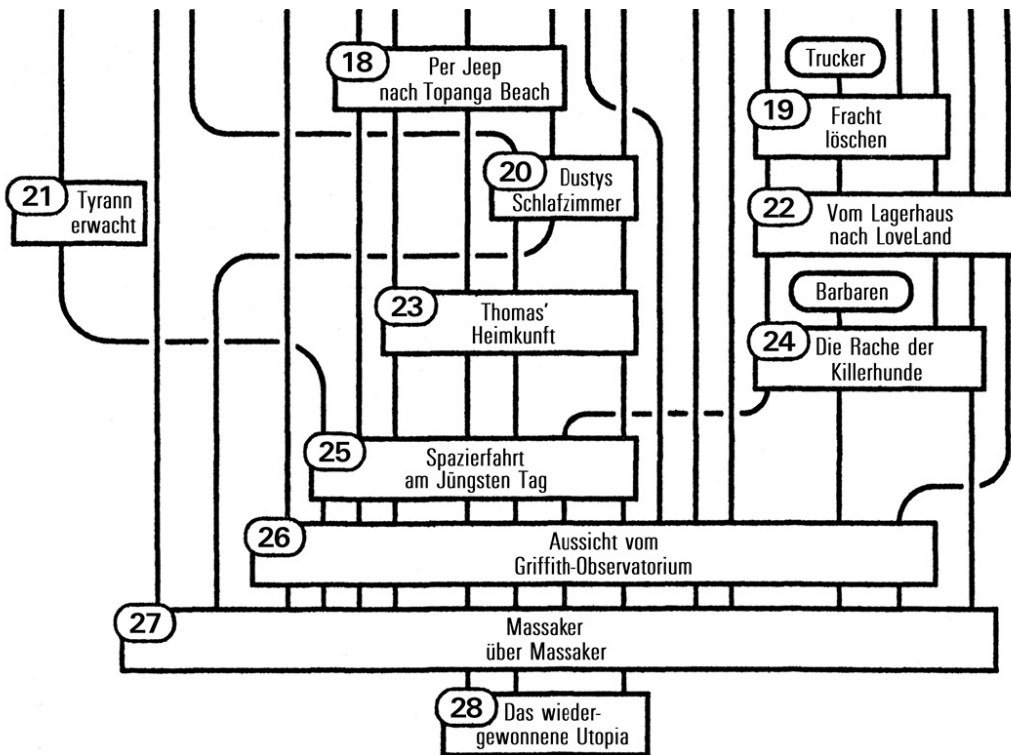 18
Per Jeep
nach Topanga Beach
Trucker
19
Fracht
löschen
20
Dustys
Schlafzimmer
21
Tyrann
erwacht
22
Vom Lagerhaus
nach LoveLand
23
Thomas'
Heimkunft
Barbaren
24
Die Rache der
Killerhunde
25
Spazierfahrt
am Jüngsten Tag
26
Aussicht vom
Griffith-Observatorium
27
Massaker
über Massaker
28
Das wieder-
gewonnene Utopia